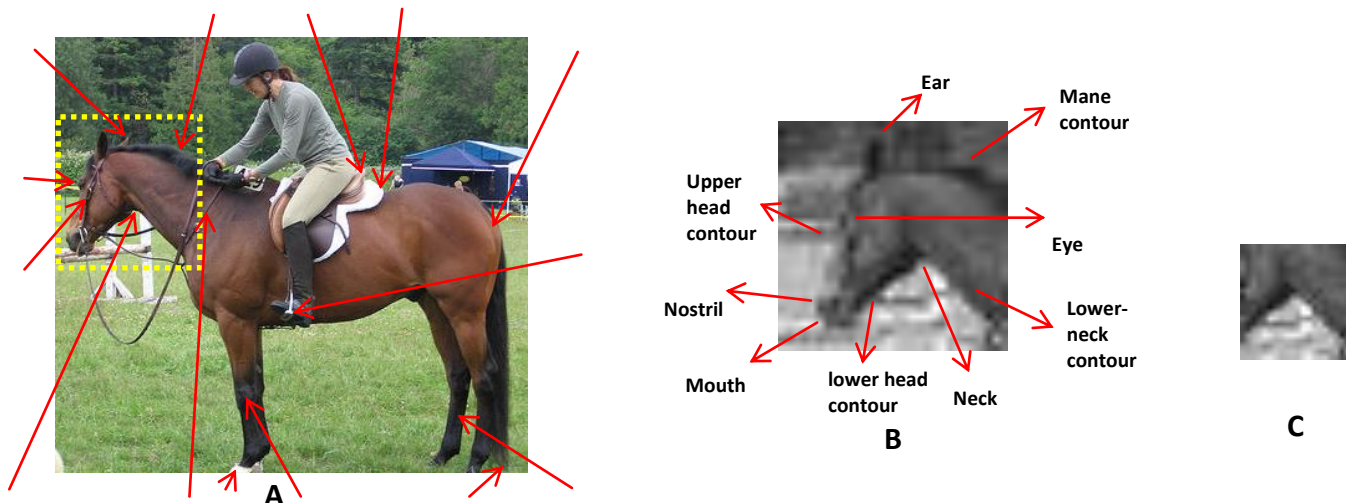 Ear
Mane
contour
Upper
head
contour
Eye
Nostril
Lower-
neck
contour
Mouth
lower head
contour
Neck
A
B
C